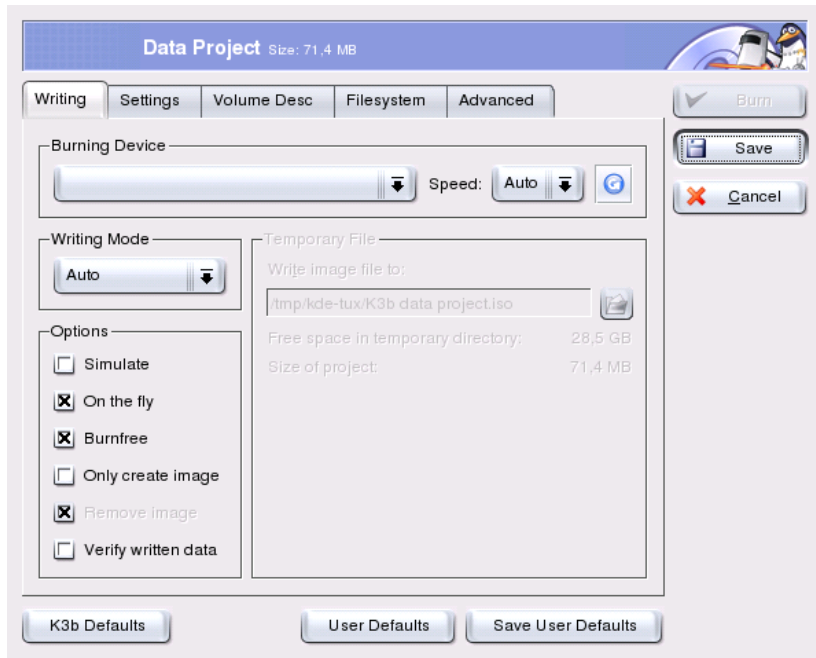 Data Project Size: 71,4 MB
Writing Settings Volume Desc Filesystem Advanced
Burn
Save
Cancel
Burning Device
Speed: Auto
Writing Mode
Auto
Temporary File
Write image file to:
/tmp/kde-tux/K3b data project.iso
Free space in temporary directory: 28,5 GB
Size of project: 71,4 MB
Options
Simulate
On the fly
Burnfree
Only create image
Remove image
Verify written data
K3b Defaults User Defaults Save User Defaults